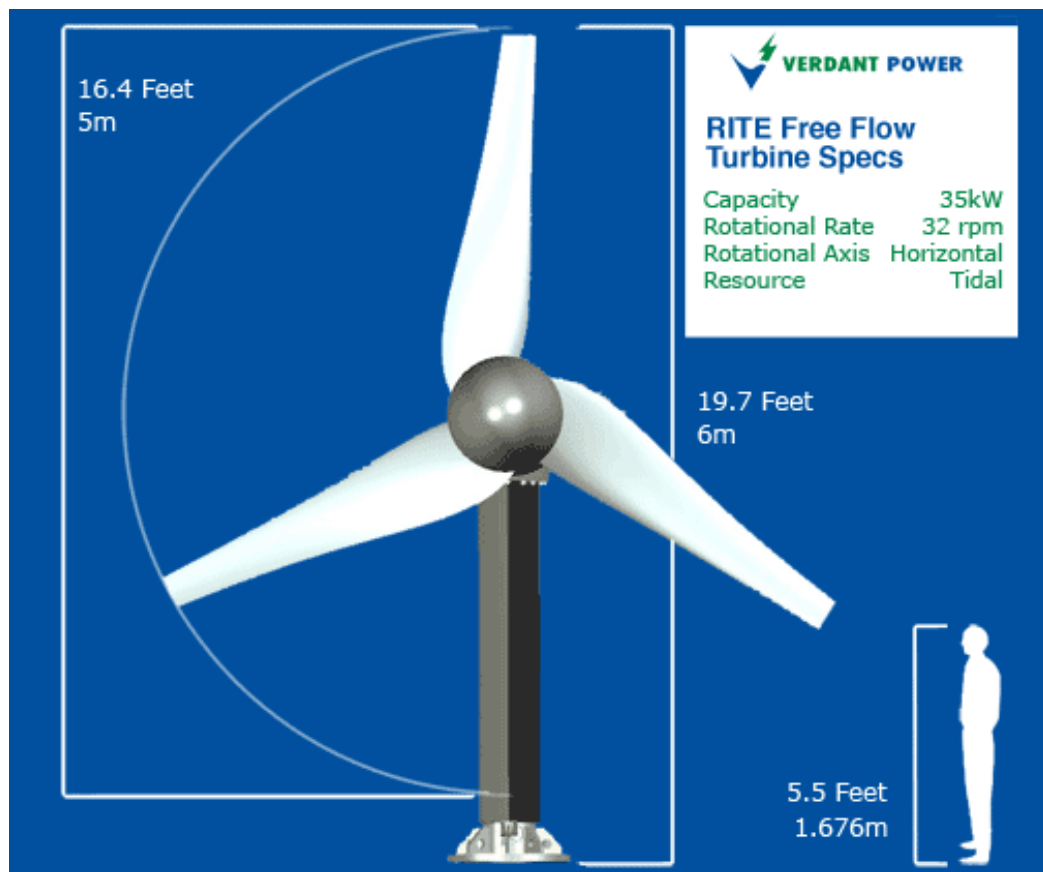 16.4 Feet
5m
VERDANT POWER
RITE Free Flow
Turbine Specs
Capacity 35kW
Rotational Rate 32 rpm
Rotational Axis Horizontal
Resource Tidal
19.7 Feet
6m
5.5 Feet
1.676m